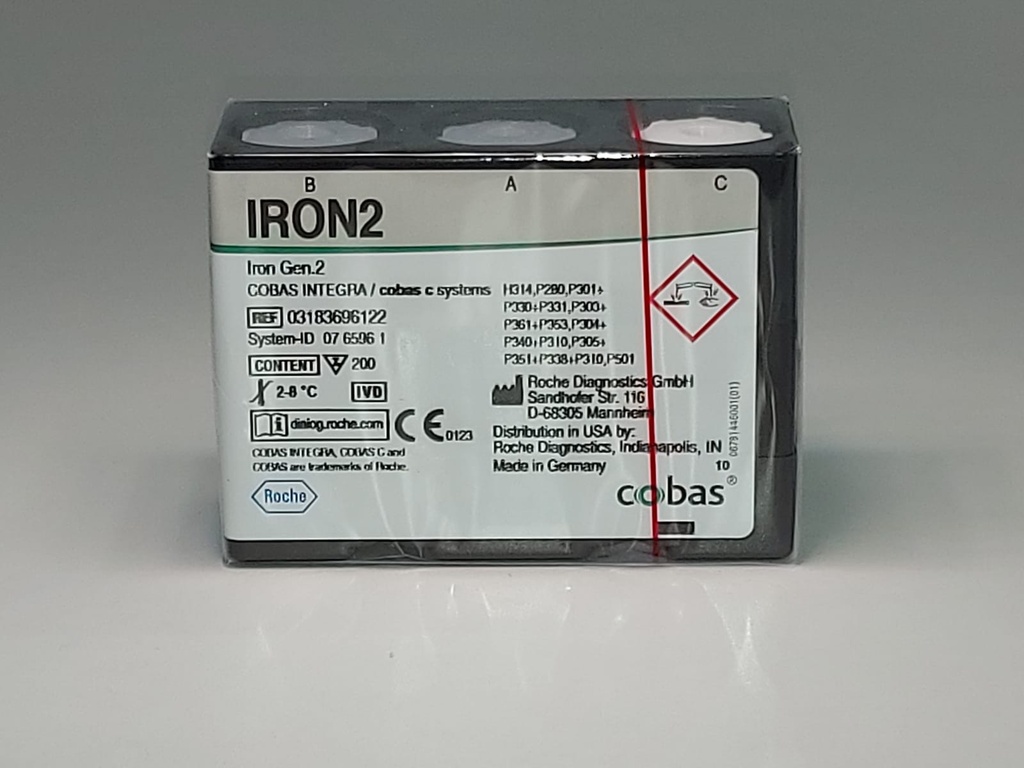 B A C
IRON2
Iron Gen.2
COBAS INTEGRA / cobas c systems
REF 03183696122
System-ID 07 6596 1
CONTENT 200
2-8 °C IVD
dialog.roche.com CE 0123
COBAS INTEGRA, COBAS C and
COBAS are trademarks of Roche.
Roche
H314,P280,P301+
P330+P331,P303+
P361+P353,P304+
P340+P310,P305+
P351+P338+P310,P501
Roche Diagnostics GmbH
Sandhofer Str. 116
D-68305 Mannheim
Distribution in USA by:
Roche Diagnostics, Indianapolis, IN
Made in Germany 10
cobas®